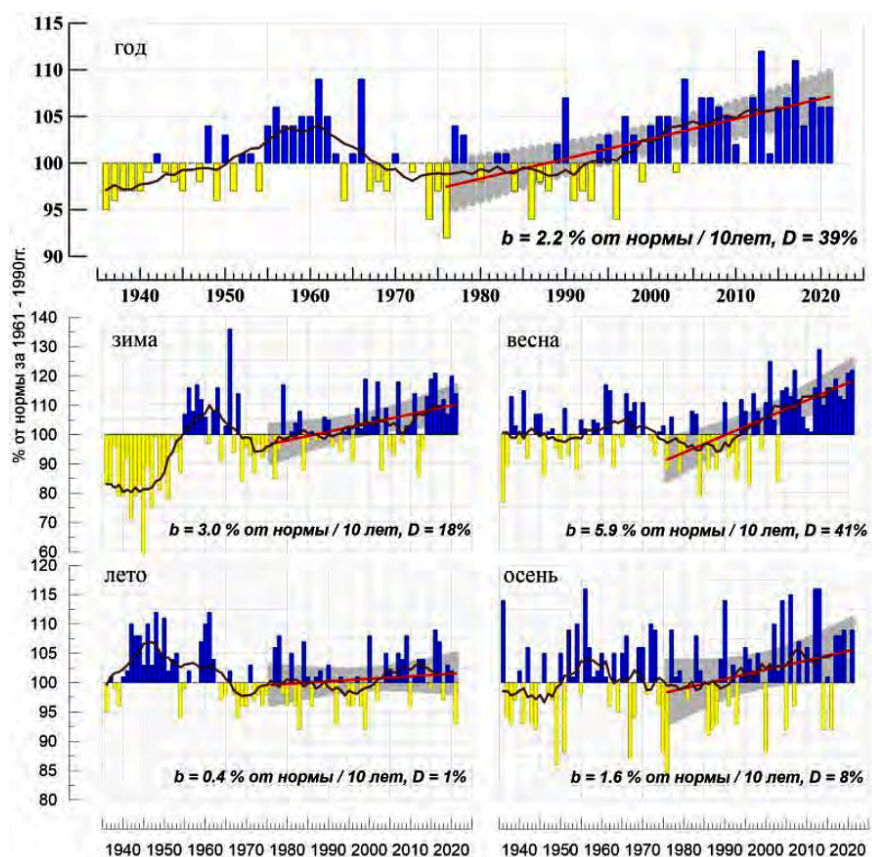 год
115
110
105
100
95
90
b = 2.2 % от нормы / 10лет, D = 39%
1940 1950 1960 1970 1980 1990 2000 2010 2020
% от нормы за 1961 - 1990гг.
зима
140
130
120
110
100
90
80
70
60
b = 3.0 % от нормы / 10 лет, D = 18%
весна
b = 5.9 % от нормы / 10 лет, D = 41%
лето
120
115
110
105
100
95
90
85
80
b = 0.4 % от нормы / 10 лет, D = 1%
1940 1950 1960 1970 1980 1990 2000 2010 2020
осень
b = 1.6 % от нормы / 10 лет, D = 8%
1940 1950 1960 1970 1980 1990 2000 2010 2020